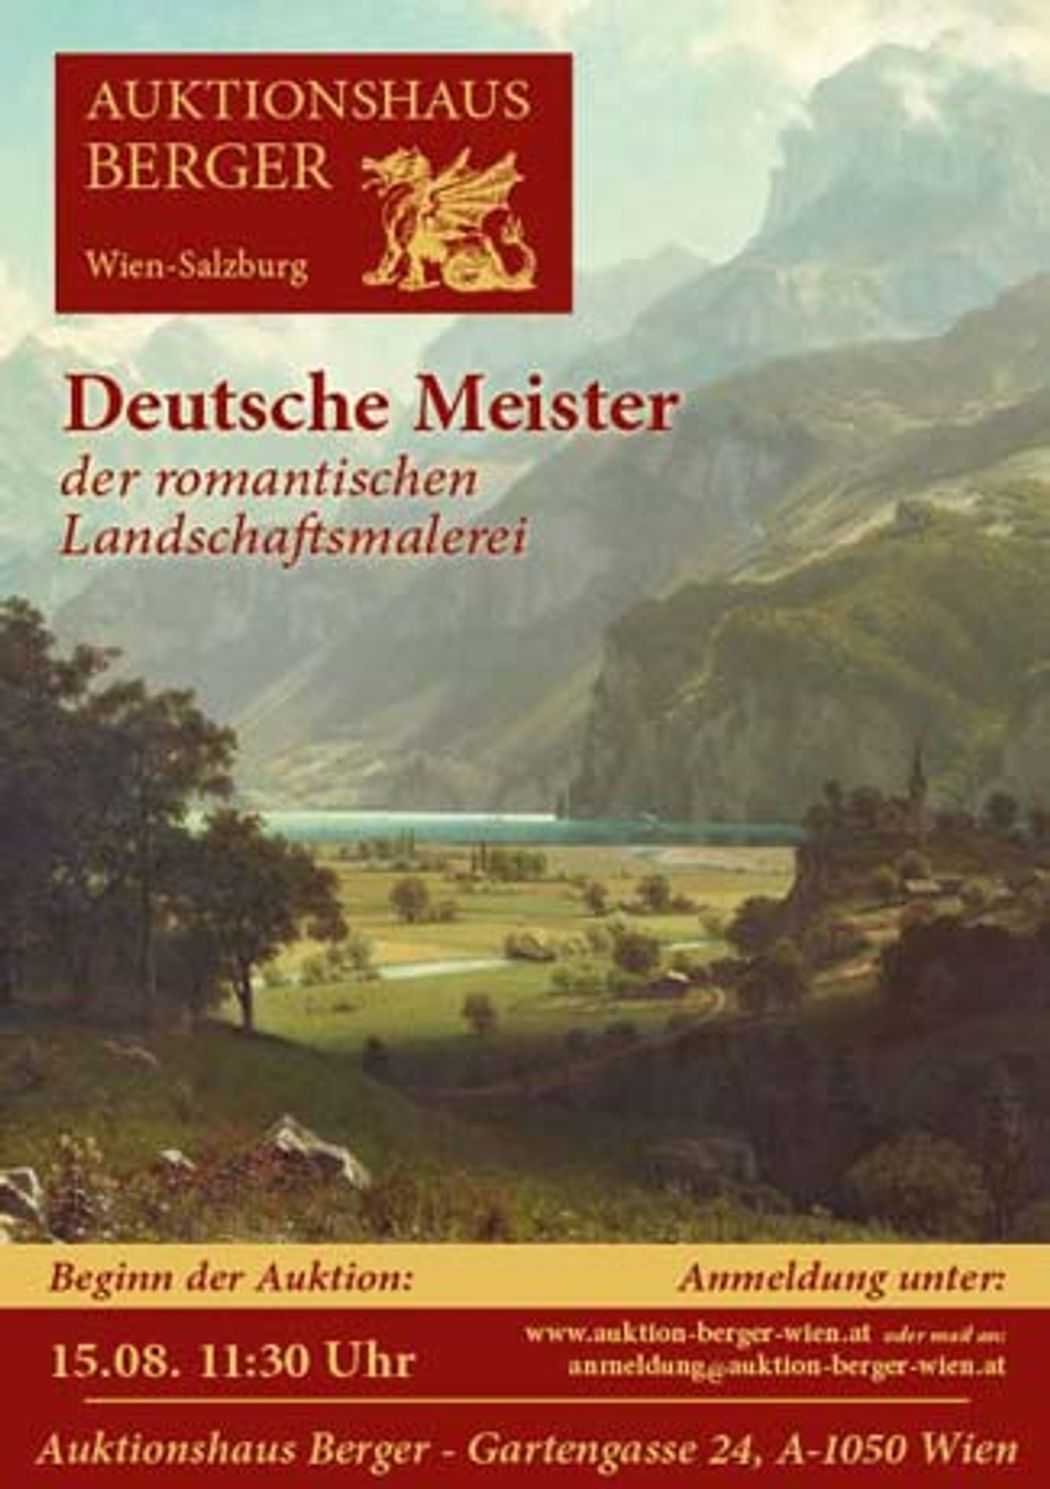 AUKTIONSHAUS
BERGER
Wien-Salzburg
Deutsche Meister
der romantischen
Landschaftsmalerei
Beginn der Auktion:
Anmeldung unter:
15.08. 11:30 Uhr
www.auktion-berger-wien.at oder mail an:
anmeldung@auktion-berger-wien.at
Auktionshaus Berger - Gartengasse 24, A-1050 Wien